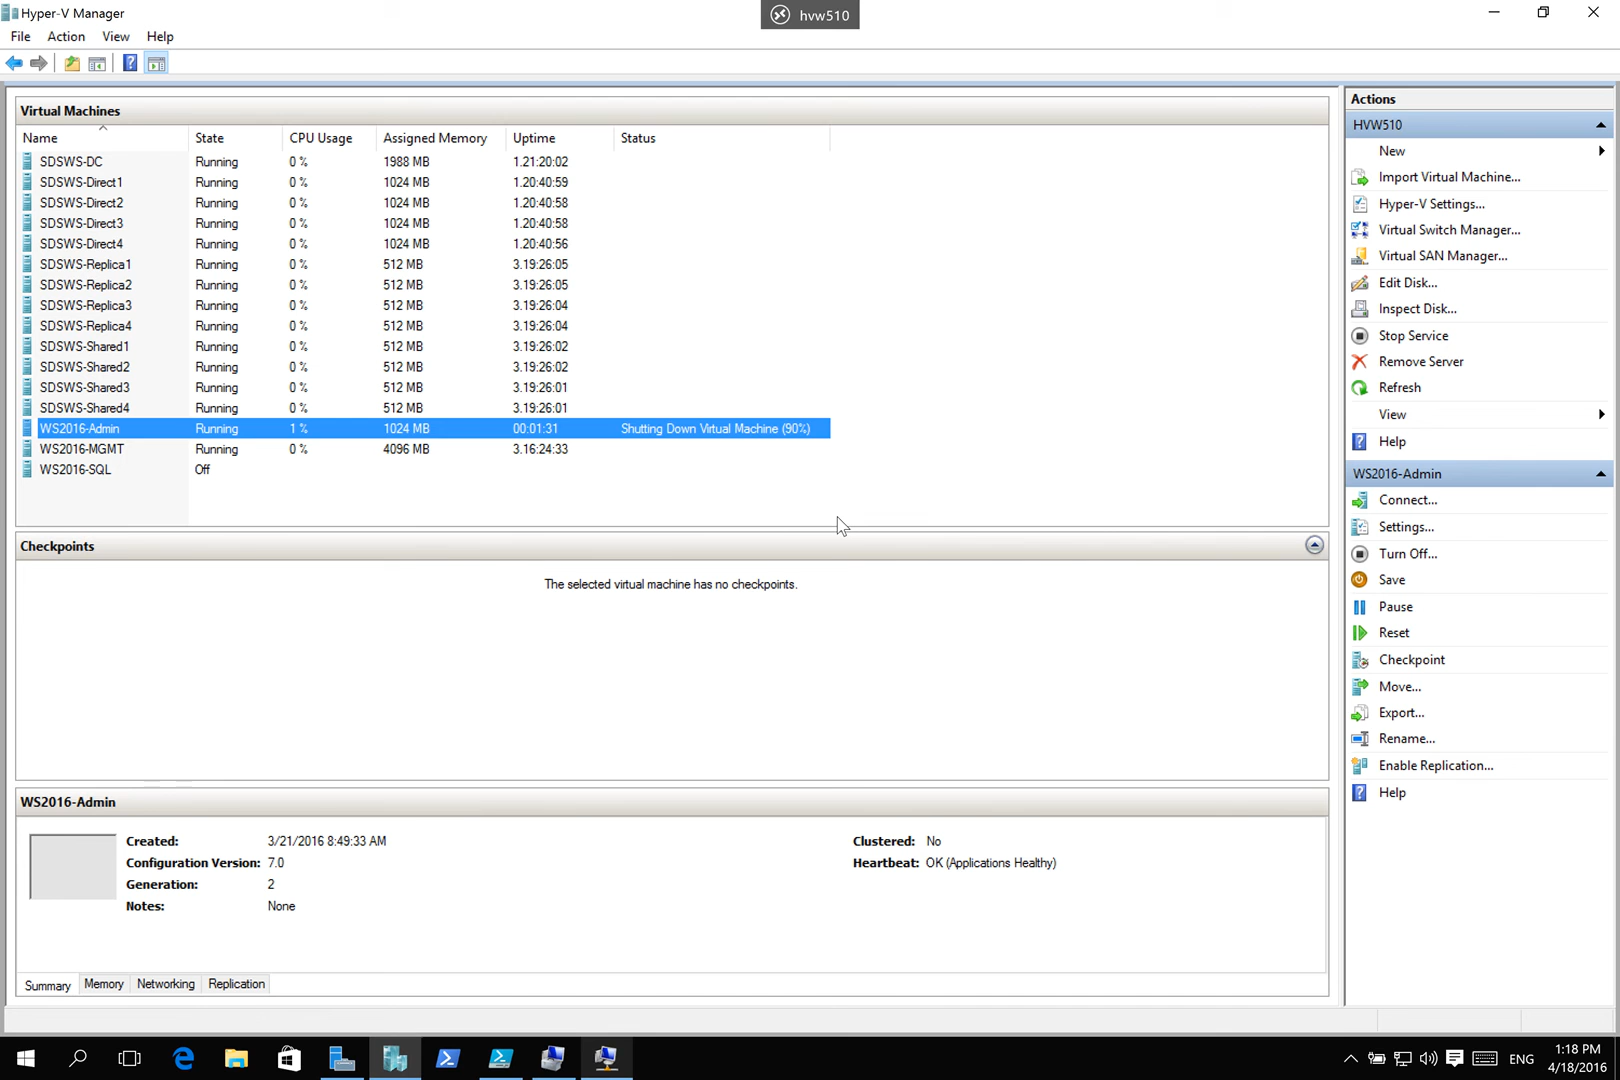 Hyper-V Manager
hvw510
File Action View Help
Virtual Machines
Name State CPU Usage Assigned Memory Uptime Status
SDSWS-DC Running 0 % 1988 MB 1.21:20:02
SDSWS-Direct1 Running 0 % 1024 MB 1.20:40:59
SDSWS-Direct2 Running 0 % 1024 MB 1.20:40:58
SDSWS-Direct3 Running 0 % 1024 MB 1.20:40:58
SDSWS-Direct4 Running 0 % 1024 MB 1.20:40:56
SDSWS-Replica1 Running 0 % 512 MB 3.19:26:05
SDSWS-Replica2 Running 0 % 512 MB 3.19:26:05
SDSWS-Replica3 Running 0 % 512 MB 3.19:26:04
SDSWS-Replica4 Running 0 % 512 MB 3.19:26:04
SDSWS-Shared1 Running 0 % 512 MB 3.19:26:02
SDSWS-Shared2 Running 0 % 512 MB 3.19:26:02
SDSWS-Shared3 Running 0 % 512 MB 3.19:26:01
SDSWS-Shared4 Running 0 % 512 MB 3.19:26:01
WS2016-Admin Running 1 % 1024 MB 00:01:31 Shutting Down Virtual Machine (90%)
WS2016-MGMT Running 0 % 4096 MB 3.16:24:33
WS2016-SQL Off
Checkpoints
The selected virtual machine has no checkpoints.
WS2016-Admin
Created: 3/21/2016 8:49:33 AM Clustered: No
Configuration Version: 7.0 Heartbeat: OK (Applications Healthy)
Generation: 2
Notes: None
Summary Memory Networking Replication
Actions
HVW510
New
Import Virtual Machine...
Hyper-V Settings...
Virtual Switch Manager...
Virtual SAN Manager...
Edit Disk...
Inspect Disk...
Stop Service
Remove Server
Refresh
View
Help
WS2016-Admin
Connect...
Settings...
Turn Off...
Save
Pause
Reset
Checkpoint
Move...
Export...
Rename...
Enable Replication...
Help
ENG
1:18 PM
4/18/2016